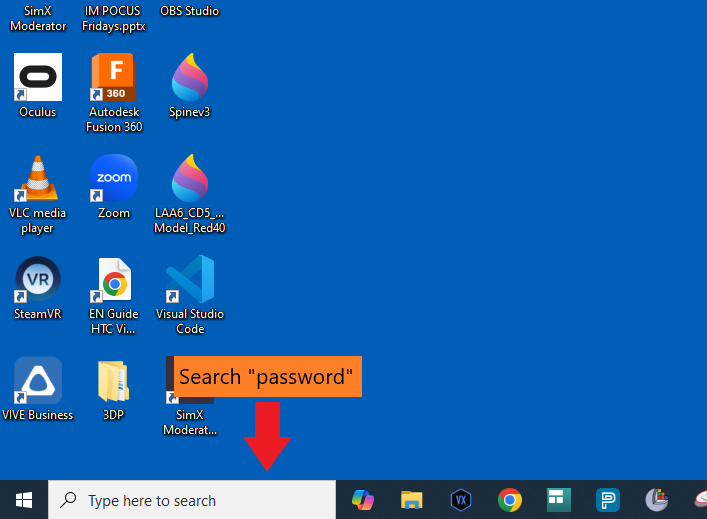 SimX
Moderator
IM POCUS
Fridays.pptx
OBS Studio
Oculus
F
360
Autodesk
Fusion 360
Spinev3
VLC media
player
zoom
Zoom
LAA6_CD5_...
Model_Red40
VR
SteamVR
EN Guide
HTC Vi...
Visual Studio
Code
Search "password"
VIVE Business
3DP
SimX
Moderat...
Type here to search
VX